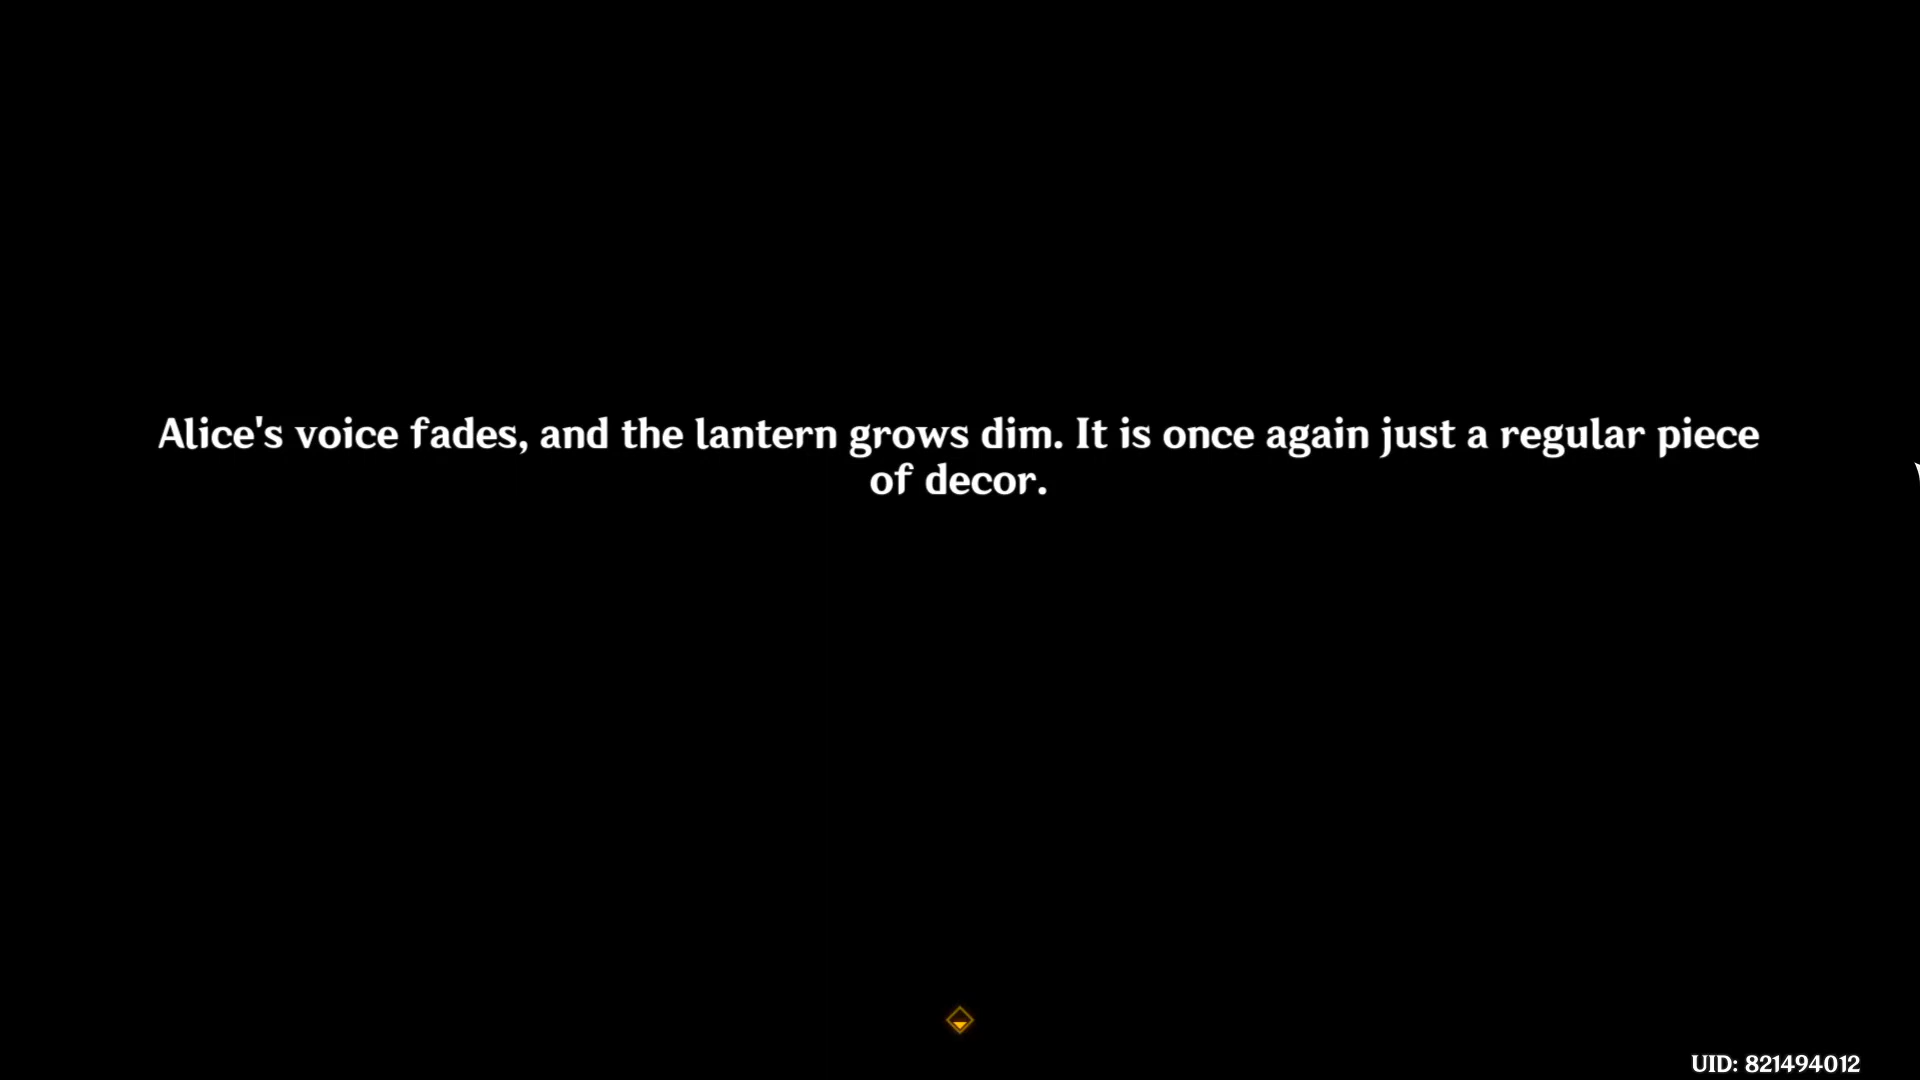 Alice's voice fades, and the lantern grows dim. It is once again just a regular piece
of decor.
UID: 821494012